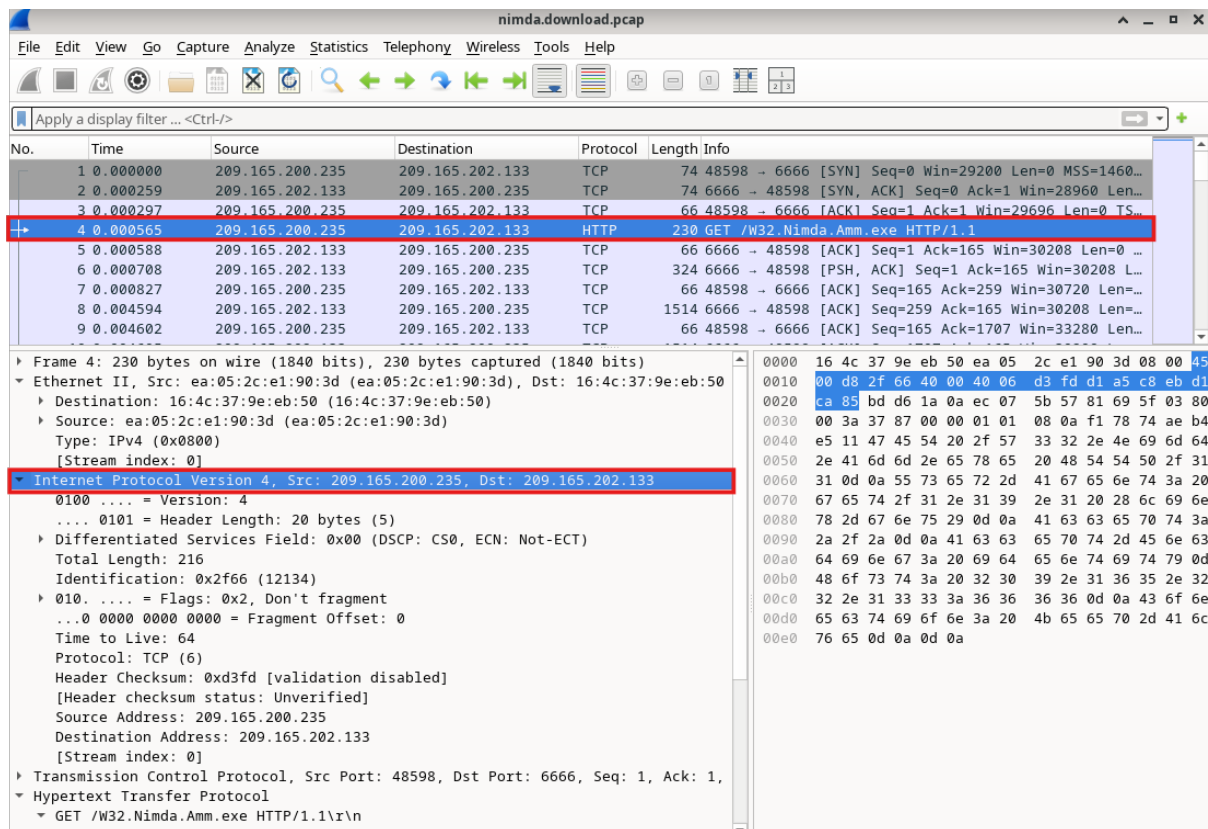 nimda.download.pcap
File Edit View Go Capture Analyze Statistics Telephony Wireless Tools Help
Apply a display filter ... <Ctrl-/>
No. Time Source Destination Protocol Length Info
1 0.000000 209.165.200.235 209.165.202.133 TCP 74 48598 → 6666 [SYN] Seq=0 Win=29200 Len=0 MSS=1460…
2 0.000259 209.165.202.133 209.165.200.235 TCP 74 6666 → 48598 [SYN, ACK] Seq=0 Ack=1 Win=28960 Len…
3 0.000297 209.165.200.235 209.165.202.133 TCP 66 48598 → 6666 [ACK] Seq=1 Ack=1 Win=29696 Len=0 TS…
4 0.000565 209.165.200.235 209.165.202.133 HTTP 230 GET /W32.Nimda.Amm.exe HTTP/1.1
5 0.000588 209.165.202.133 209.165.200.235 TCP 66 6666 → 48598 [ACK] Seq=1 Ack=165 Win=30208 Len=0 …
6 0.000708 209.165.202.133 209.165.200.235 TCP 324 6666 → 48598 [PSH, ACK] Seq=1 Ack=165 Win=30208 L…
7 0.000827 209.165.200.235 209.165.202.133 TCP 66 48598 → 6666 [ACK] Seq=165 Ack=259 Win=30720 Len=…
8 0.004594 209.165.202.133 209.165.200.235 TCP 1514 6666 → 48598 [ACK] Seq=259 Ack=165 Win=30208 Len=…
9 0.004602 209.165.200.235 209.165.202.133 TCP 66 48598 → 6666 [ACK] Seq=165 Ack=1707 Win=33280 Len…
Frame 4: 230 bytes on wire (1840 bits), 230 bytes captured (1840 bits)
Ethernet II, Src: ea:05:2c:e1:90:3d (ea:05:2c:e1:90:3d), Dst: 16:4c:37:9e:eb:50
Destination: 16:4c:37:9e:eb:50 (16:4c:37:9e:eb:50)
Source: ea:05:2c:e1:90:3d (ea:05:2c:e1:90:3d)
Type: IPv4 (0x0800)
[Stream index: 0]
Internet Protocol Version 4, Src: 209.165.200.235, Dst: 209.165.202.133
0100 .... = Version: 4
.... 0101 = Header Length: 20 bytes (5)
Differentiated Services Field: 0x00 (DSCP: CS0, ECN: Not-ECT)
Total Length: 216
Identification: 0x2f66 (12134)
010. .... = Flags: 0x2, Don't fragment
...0 0000 0000 0000 = Fragment Offset: 0
Time to Live: 64
Protocol: TCP (6)
Header Checksum: 0xd3fd [validation disabled]
[Header checksum status: Unverified]
Source Address: 209.165.200.235
Destination Address: 209.165.202.133
[Stream index: 0]
Transmission Control Protocol, Src Port: 48598, Dst Port: 6666, Seq: 1, Ack: 1,
Hypertext Transfer Protocol
GET /W32.Nimda.Amm.exe HTTP/1.1\r\n
0000 16 4c 37 9e eb 50 ea 05 2c e1 90 3d 08 00 45
0010 00 d8 2f 66 40 00 40 06 d3 fd d1 a5 c8 eb d1
0020 ca 85 bd d6 1a 0a ec 07 5b 57 81 69 5f 03 80
0030 00 3a 37 87 00 00 01 01 08 0a f1 78 74 ae b4
0040 e5 11 47 45 54 20 2f 57 33 32 2e 4e 69 6d 64
0050 2e 41 6d 6d 2e 65 78 65 20 48 54 54 50 2f 31
0060 31 0d 0a 55 73 65 72 2d 41 67 65 6e 74 3a 20
0070 67 65 74 2f 31 2e 31 39 2e 31 20 28 6c 69 6e
0080 78 2d 67 6e 75 29 0d 0a 41 63 63 65 70 74 3a
0090 2a 2f 2a 0d 0a 41 63 63 65 70 74 2d 45 6e 63
00a0 64 69 6e 67 3a 20 69 64 65 6e 74 69 74 79 0d
00b0 48 6f 73 74 3a 20 32 30 39 2e 31 36 35 2e 32
00c0 32 2e 31 33 33 3a 36 36 36 36 0d 0a 43 6f 6e
00d0 65 63 74 69 6f 6e 3a 20 4b 65 65 70 2d 41 6c
00e0 76 65 0d 0a 0d 0a